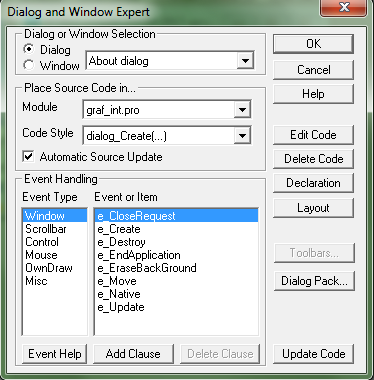 Dialog and Window Expert
Dialog or Window Selection
Dialog
Window
About dialog
OK
Cancel
Help
Place Source Code in...
Module
graf_int.pro
Code Style
dialog_Create(...)
Automatic Source Update
Edit Code
Delete Code
Declaration
Layout
Toolbars...
Dialog Pack...
Event Handling
Event Type
Event or Item
Window
Scrollbar
Control
Mouse
OwnDraw
Misc
e_CloseRequest
e_Create
e_Destroy
e_EndApplication
e_EraseBackGround
e_Move
e_Native
e_Update
Event Help
Add Clause
Delete Clause
Update Code